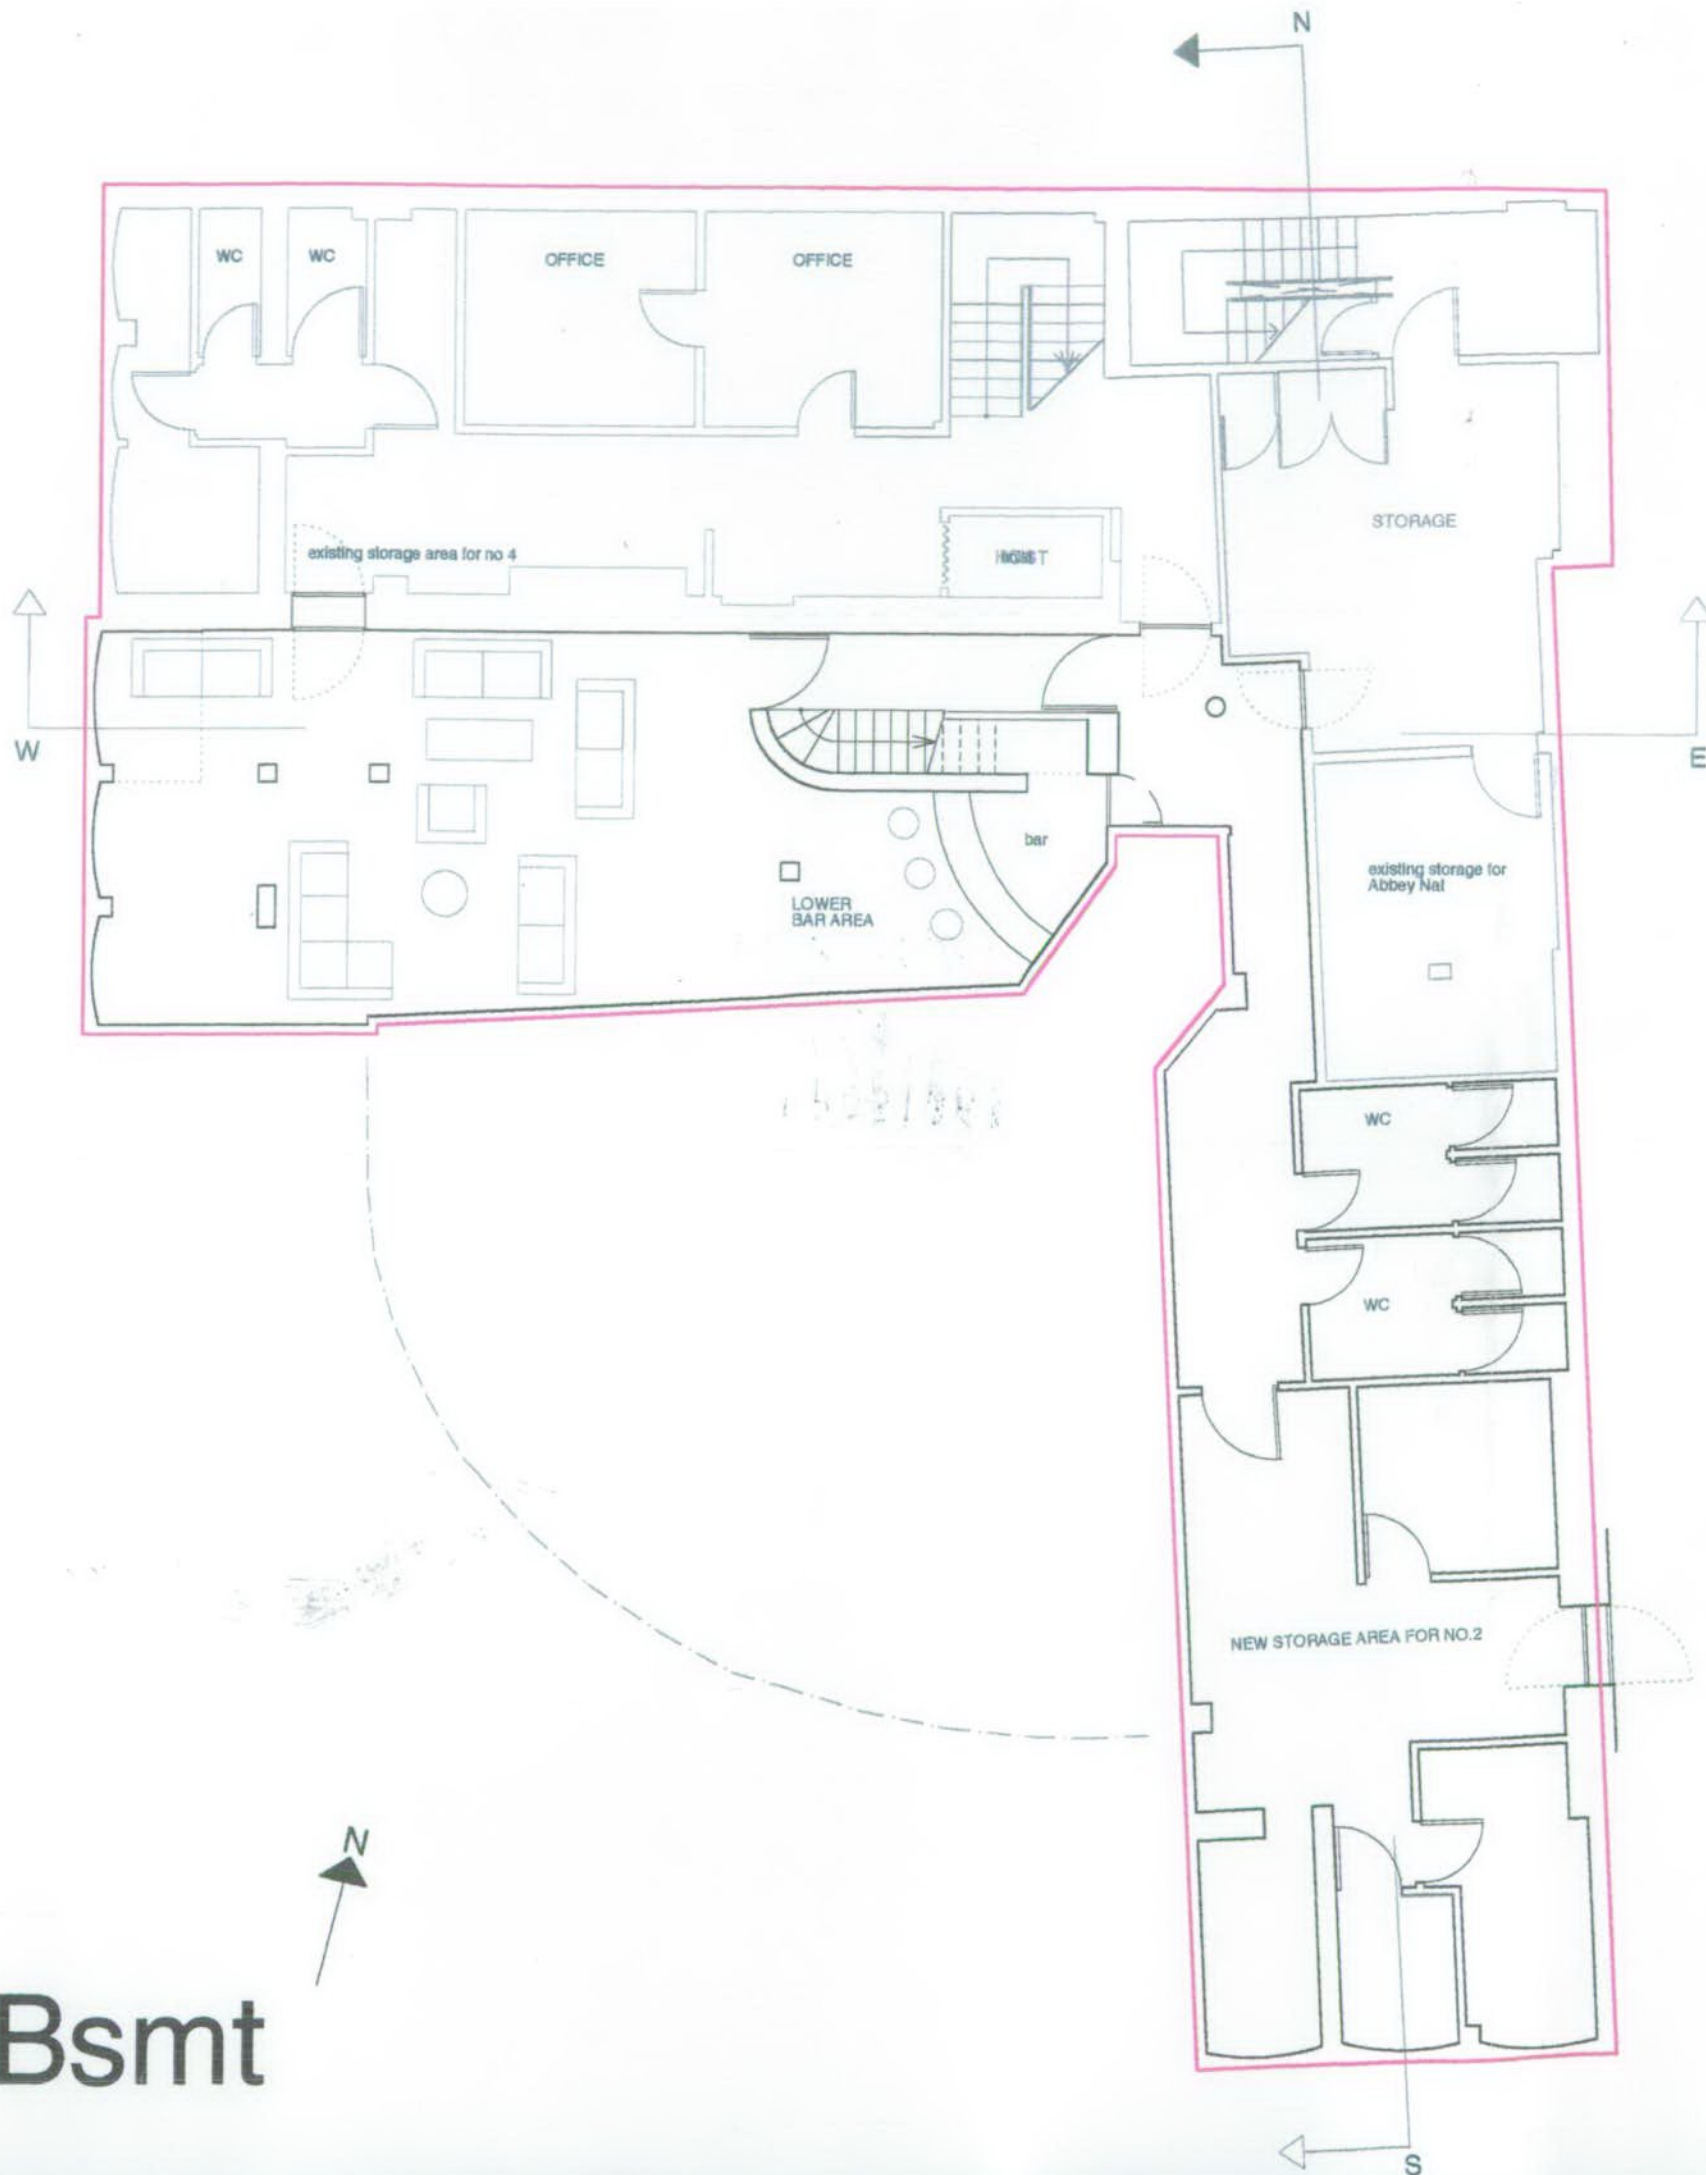 N
WC
WC
OFFICE
OFFICE
STORAGE
existing storage area for no 4
W
E
bar
existing storage for
Abbey Nat
LOWER
BAR AREA
WC
WC
NEW STORAGE AREA FOR NO.2
N
Bsmt
S